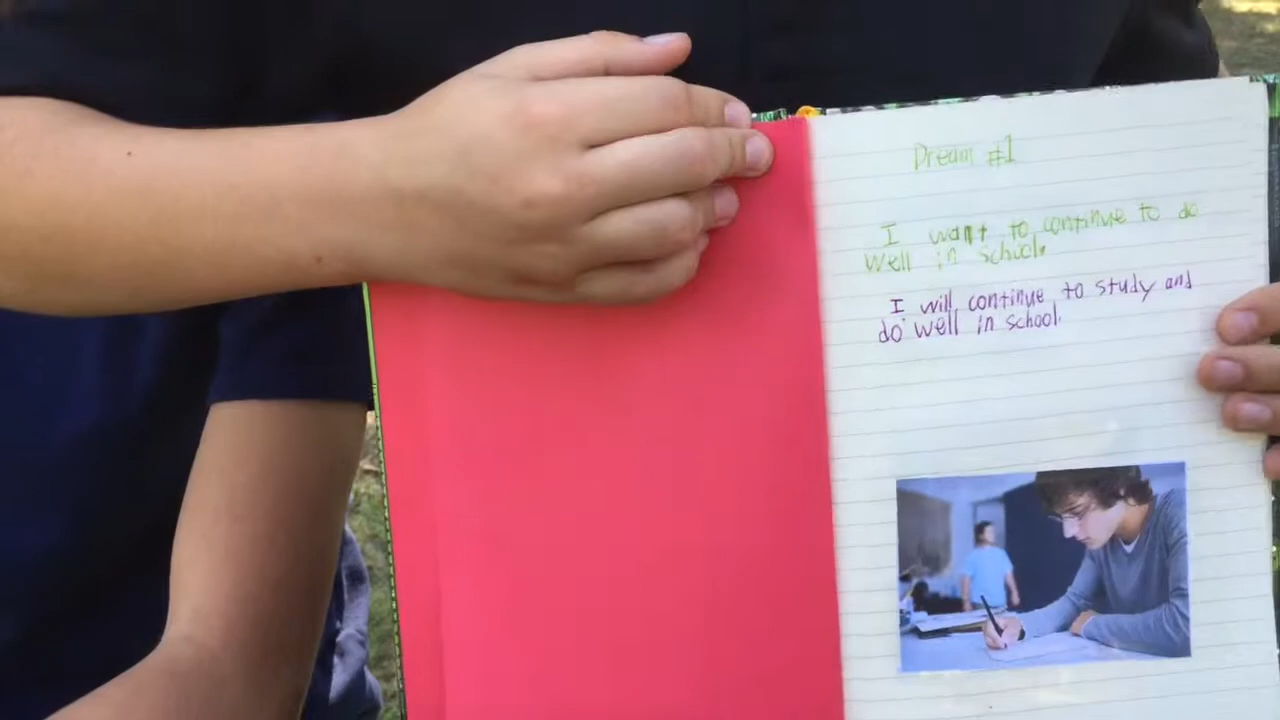 Dream #1
I want to continue to do
well in school.
I will continue to study and
do well in school.